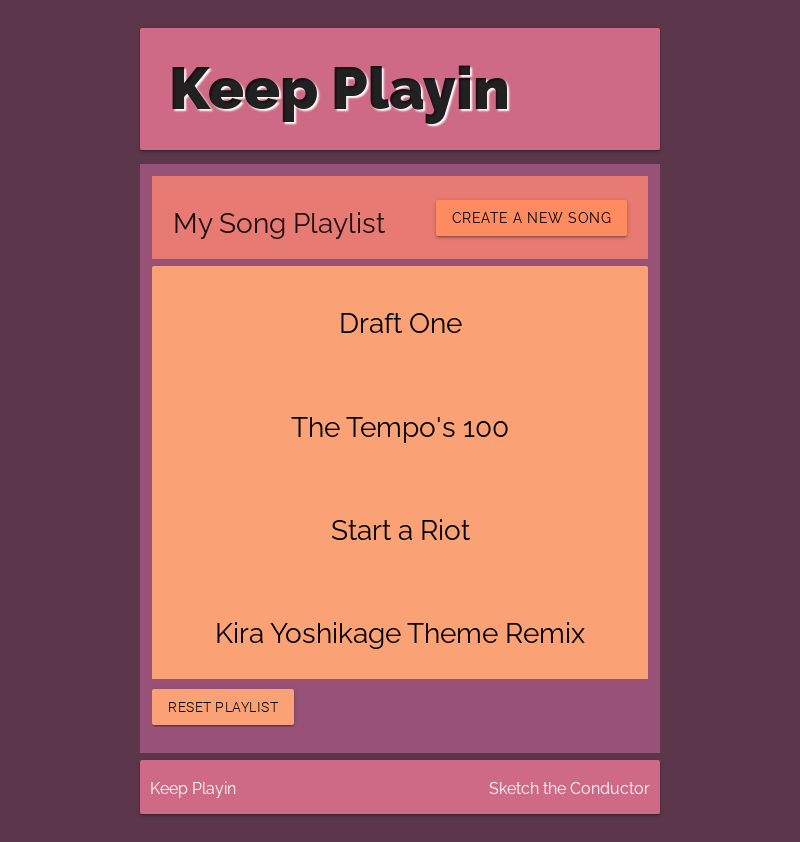 Keep Playin
My Song Playlist
CREATE A NEW SONG
Draft One
The Tempo's 100
Start a Riot
Kira Yoshikage Theme Remix
RESET PLAYLIST
Keep Playin
Sketch the Conductor